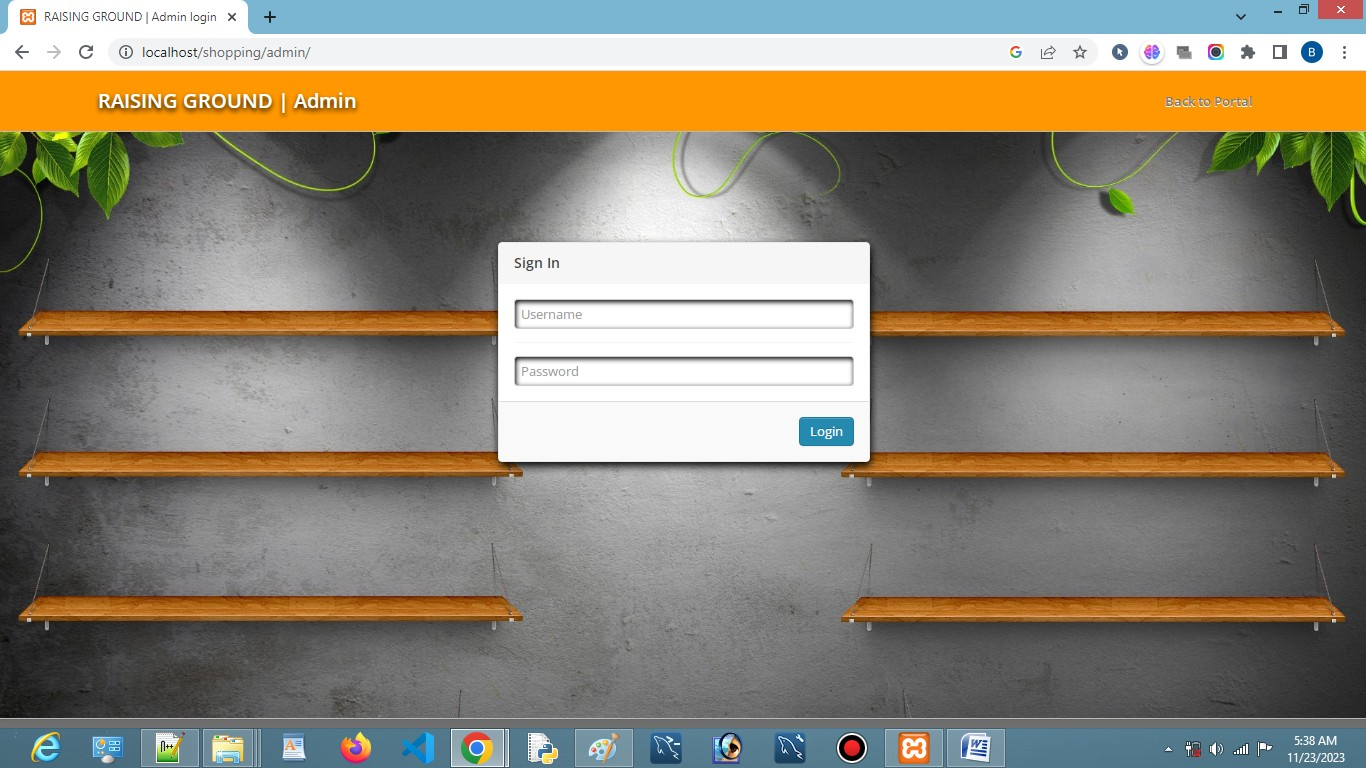 RAISING GROUND | Admin login
localhost/shopping/admin/
B
RAISING GROUND | Admin
Back to Portal
Sign In
Username
Password
Login
5:38 AM
11/23/2023